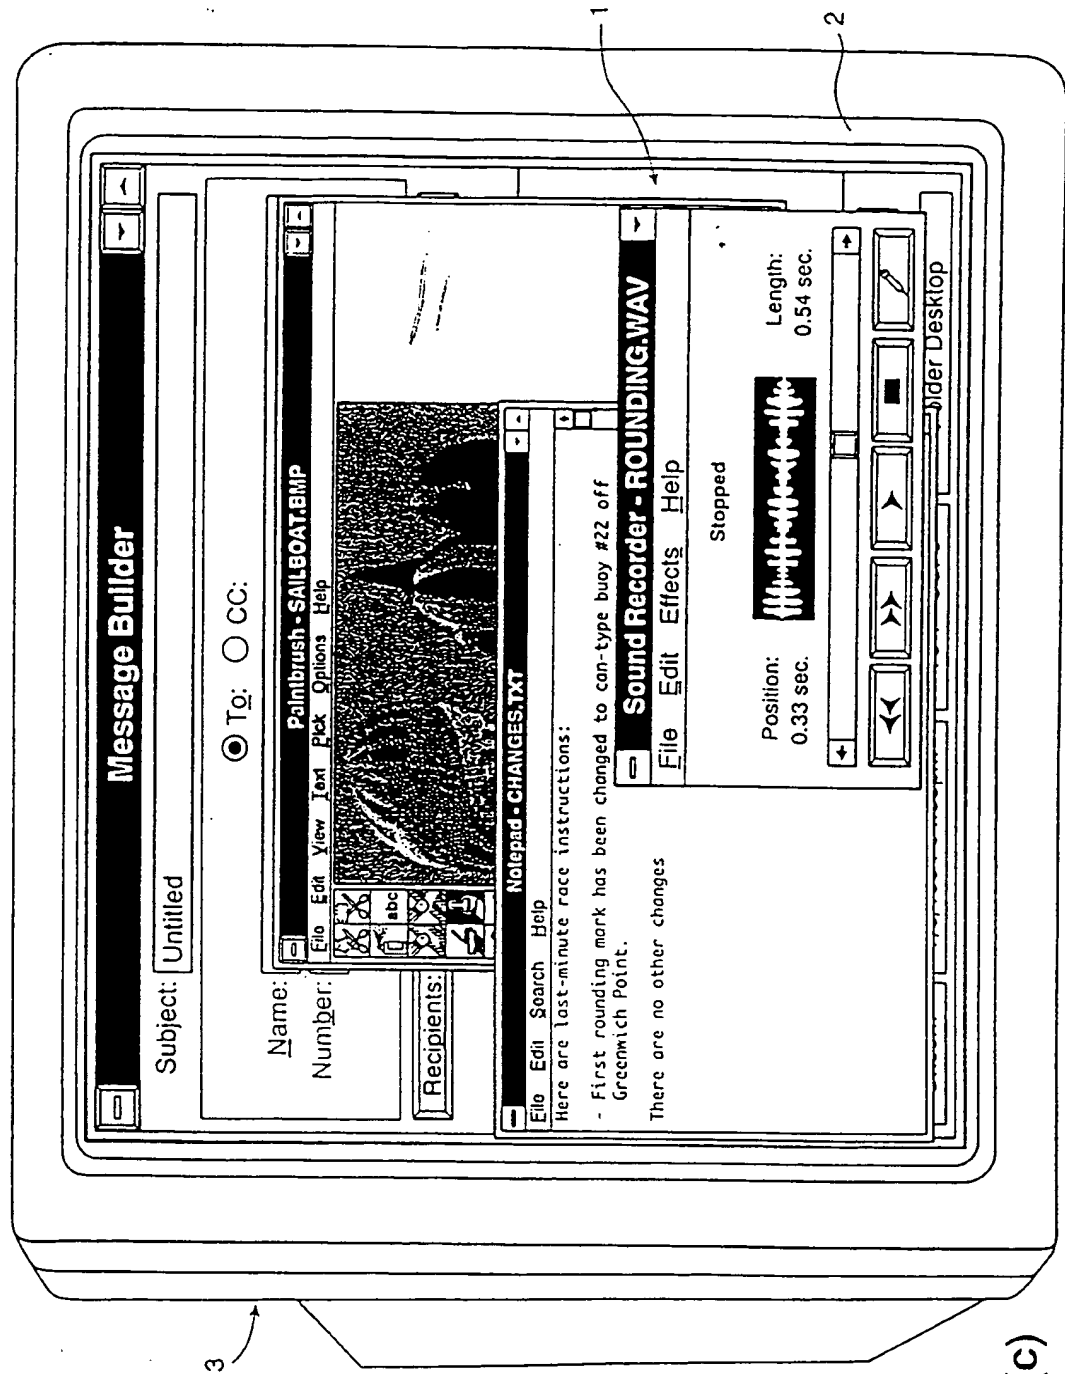 Message Builder
Subject: Untitled
To: CC:
Name:
Number:
Recipients:
Paintbrush - SAILBOAT.BMP
File Edit View Text Pick Options Help
abc
Notepad - CHANGES.TXT
File Edit Search Help
Here are last-minute race instructions:
- First rounding mark has been changed to can-type buoy #22 off
Greenwich Point.
There are no other changes
Sound Recorder - ROUNDING.WAV
File Edit Effects Help
Stopped
Position:
0.33 sec.
Length:
0.54 sec.
older Desktop
1
2
3
c)